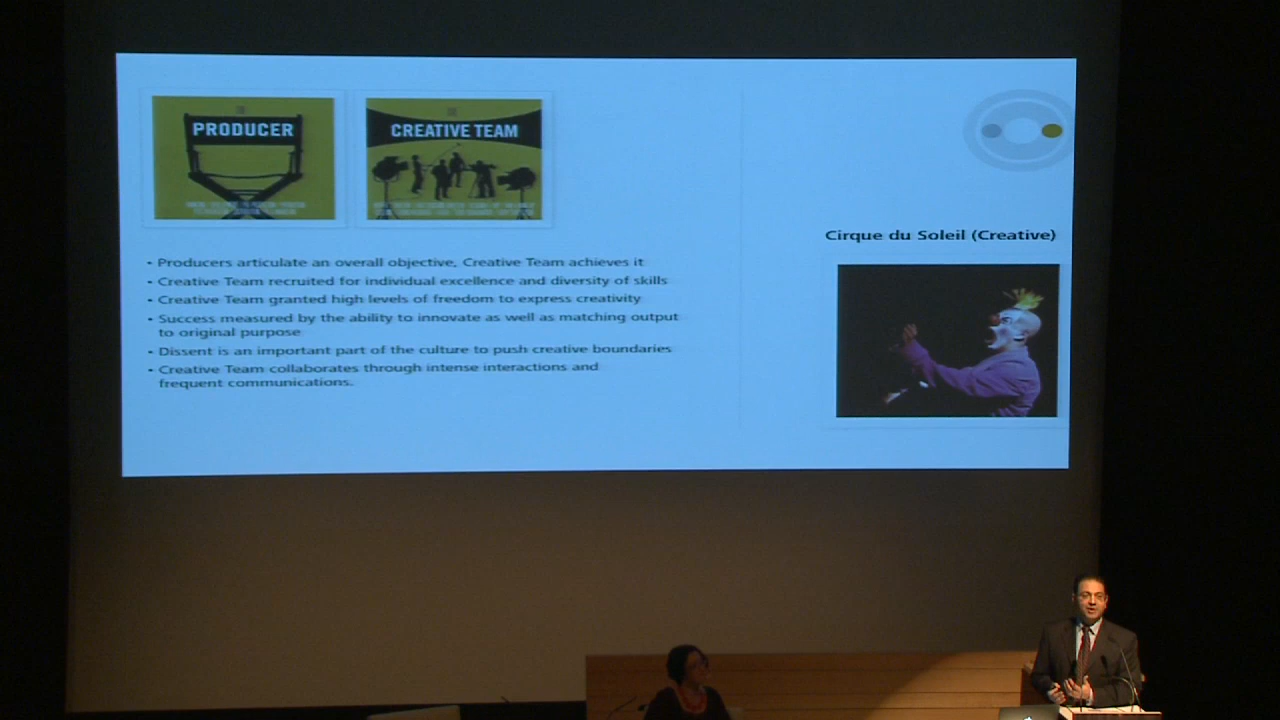 PRODUCER
CREATIVE TEAM
Cirque du Soleil (Creative)
• Producers articulate an overall objective, Creative Team achieves it
• Creative Team recruited for individual excellence and diversity of skills
• Creative Team granted high levels of freedom to express creativity
• Success measured by the ability to innovate as well as matching output
to original purpose
• Dissent is an important part of the culture to push creative boundaries
• Creative Team collaborates through intense interactions and
frequent communications.